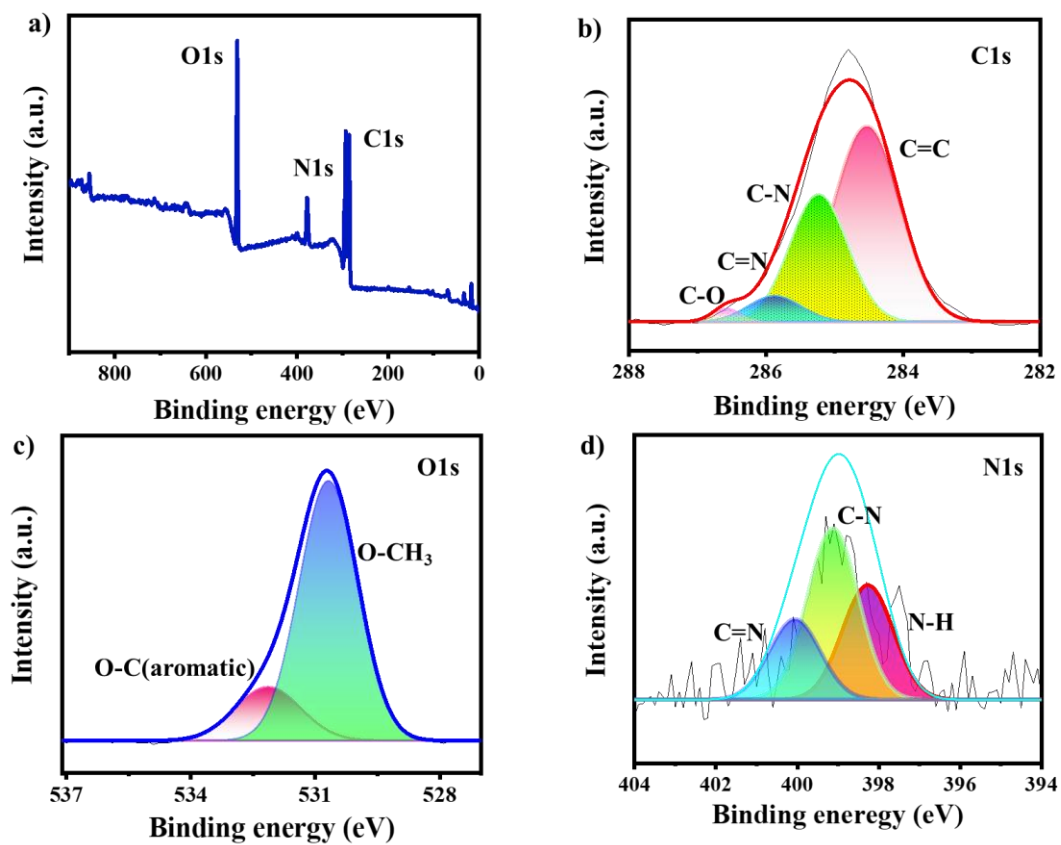 a)
O1s
N1s
C1s
Intensity (a.u.)
800 600 400 200 0
Binding energy (eV)
b)
C1s
C=C
C-N
C=N
C-O
Intensity (a.u.)
288 286 284 282
Binding energy (eV)
c)
O1s
O-CH₃
O-C(aromatic)
Intensity (a.u.)
537 534 531 528
Binding energy (eV)
d)
N1s
C-N
C=N
N-H
Intensity (a.u.)
404 402 400 398 396 394
Binding eneregy (eV)